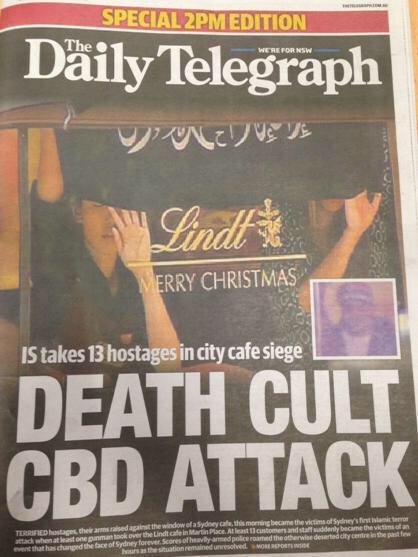 THETELEGRAPH.COM.AU
SPECIAL 2PM EDITION
WE'RE FOR NSW
The
Daily Telegraph
Lindt
MERRY CHRISTMAS
IS takes 13 hostages in city cafe siege
DEATH CULT
CBD ATTACK
TERRIFIED hostages, their arms raised against the window of a Sydney cafe, this morning became the victims of Sydney's first Islamic terror
attack when at least one gunman took over the Lindt cafe in Martin Place. At least 13 customers and staff suddenly became the victims of an
event that has changed the face of Sydney forever. Scores of heavily-armed police roamed the otherwise deserted city centre in the past few
hours as the situation remained unresolved. MORE REPORTS INSIDE